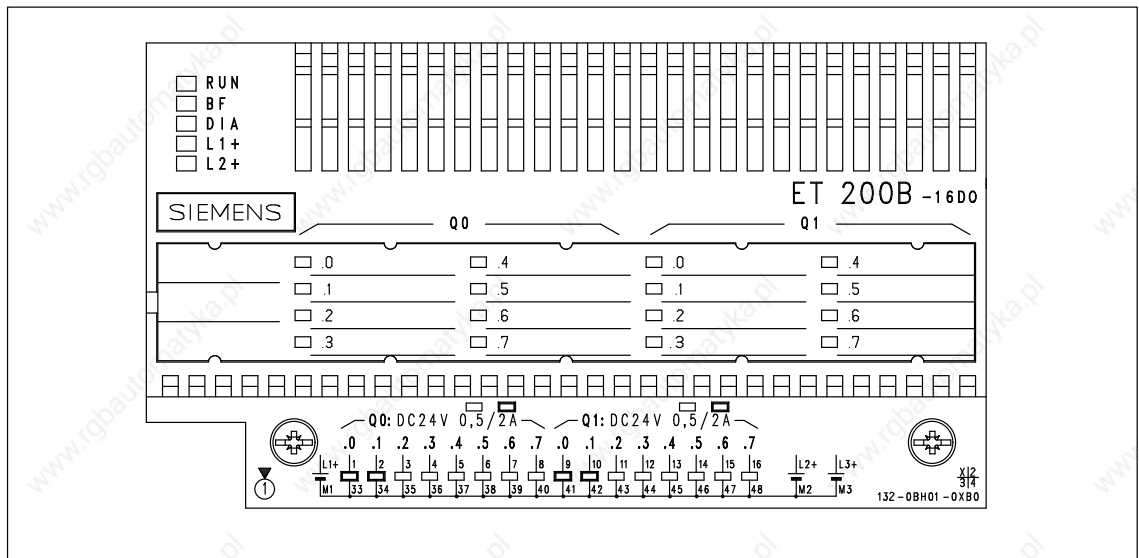 RUN
BF
DIA
L1+
L2+
ET 200B -16DO
SIEMENS
Q0 Q1
.0 .4 .0 .4
.1 .5 .1 .5
.2 .6 .2 .6
.3 .7 .3 .7
Q0: DC24V 0,5/2A Q1: DC24V 0,5/2A
.0 .1 .2 .3 .4 .5 .6 .7 .0 .1 .2 .3 .4 .5 .6 .7
L1+ 1 2 3 4 5 6 7 8 9 10 11 12 13 14 15 16 L2+ L3+
M1 33 34 35 36 37 38 39 40 41 42 43 44 45 46 47 48 M2 M3
X 2
3 4
1
132-0BH01-0XB0
www.rgbautomatyka.pl